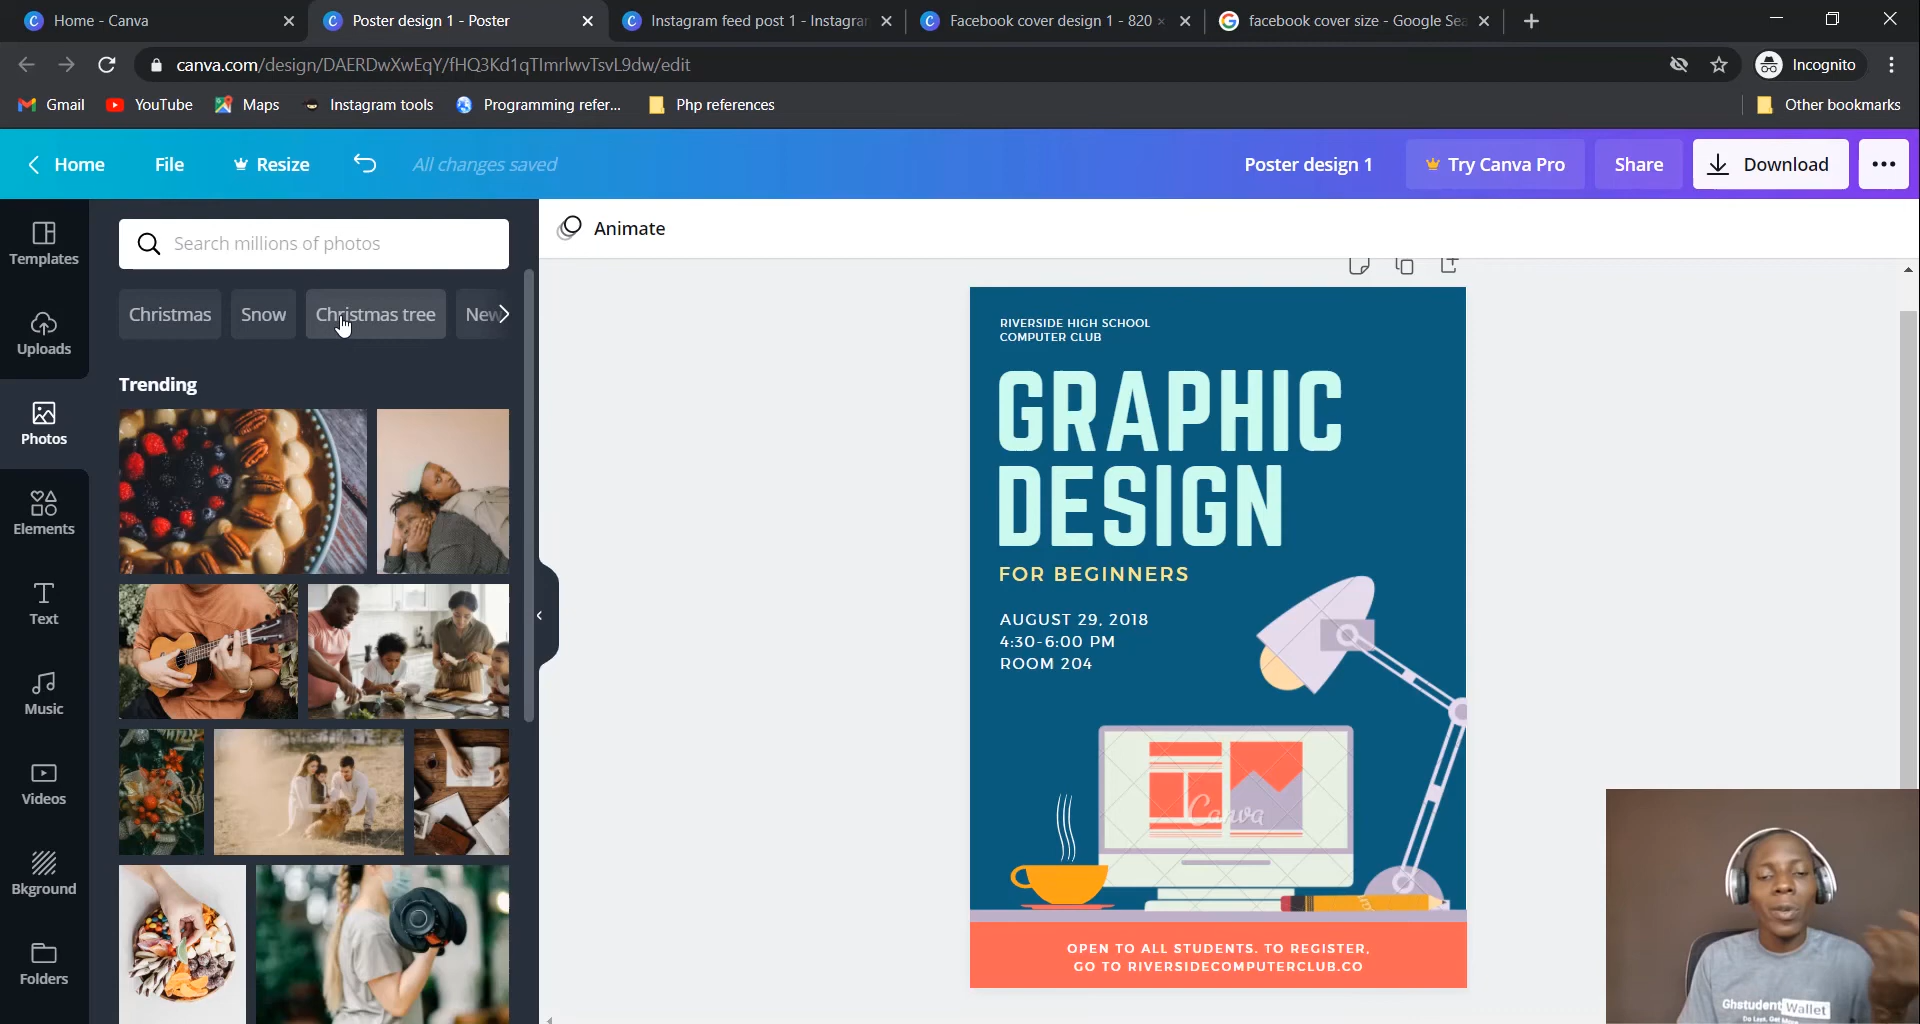 Home - Canva
Poster design 1 - Poster
Instagram feed post 1 - Instagram
Facebook cover design 1 - 820 ×
facebook cover size - Google Sea
canva.com/design/DAERDwXwEqY/fHQ3Kd1qTlmrlwvTsvL9dw/edit
Incognito
Gmail
YouTube
Maps
Instagram tools
Programming refer...
Php references
Other bookmarks
Home
File
Resize
All changes saved
Poster design 1
Try Canva Pro
Share
Download
Templates
Uploads
Photos
Elements
Text
Music
Videos
Bkground
Folders
Search millions of photos
Christmas
Snow
Christmas tree
New
Trending
Animate
RIVERSIDE HIGH SCHOOL
COMPUTER CLUB
GRAPHIC
DESIGN
FOR BEGINNERS
AUGUST 29, 2018
4:30-6:00 PM
ROOM 204
Canva
OPEN TO ALL STUDENTS. TO REGISTER,
GO TO RIVERSIDECOMPUTERCLUB.CO
Ghstudent Wallet